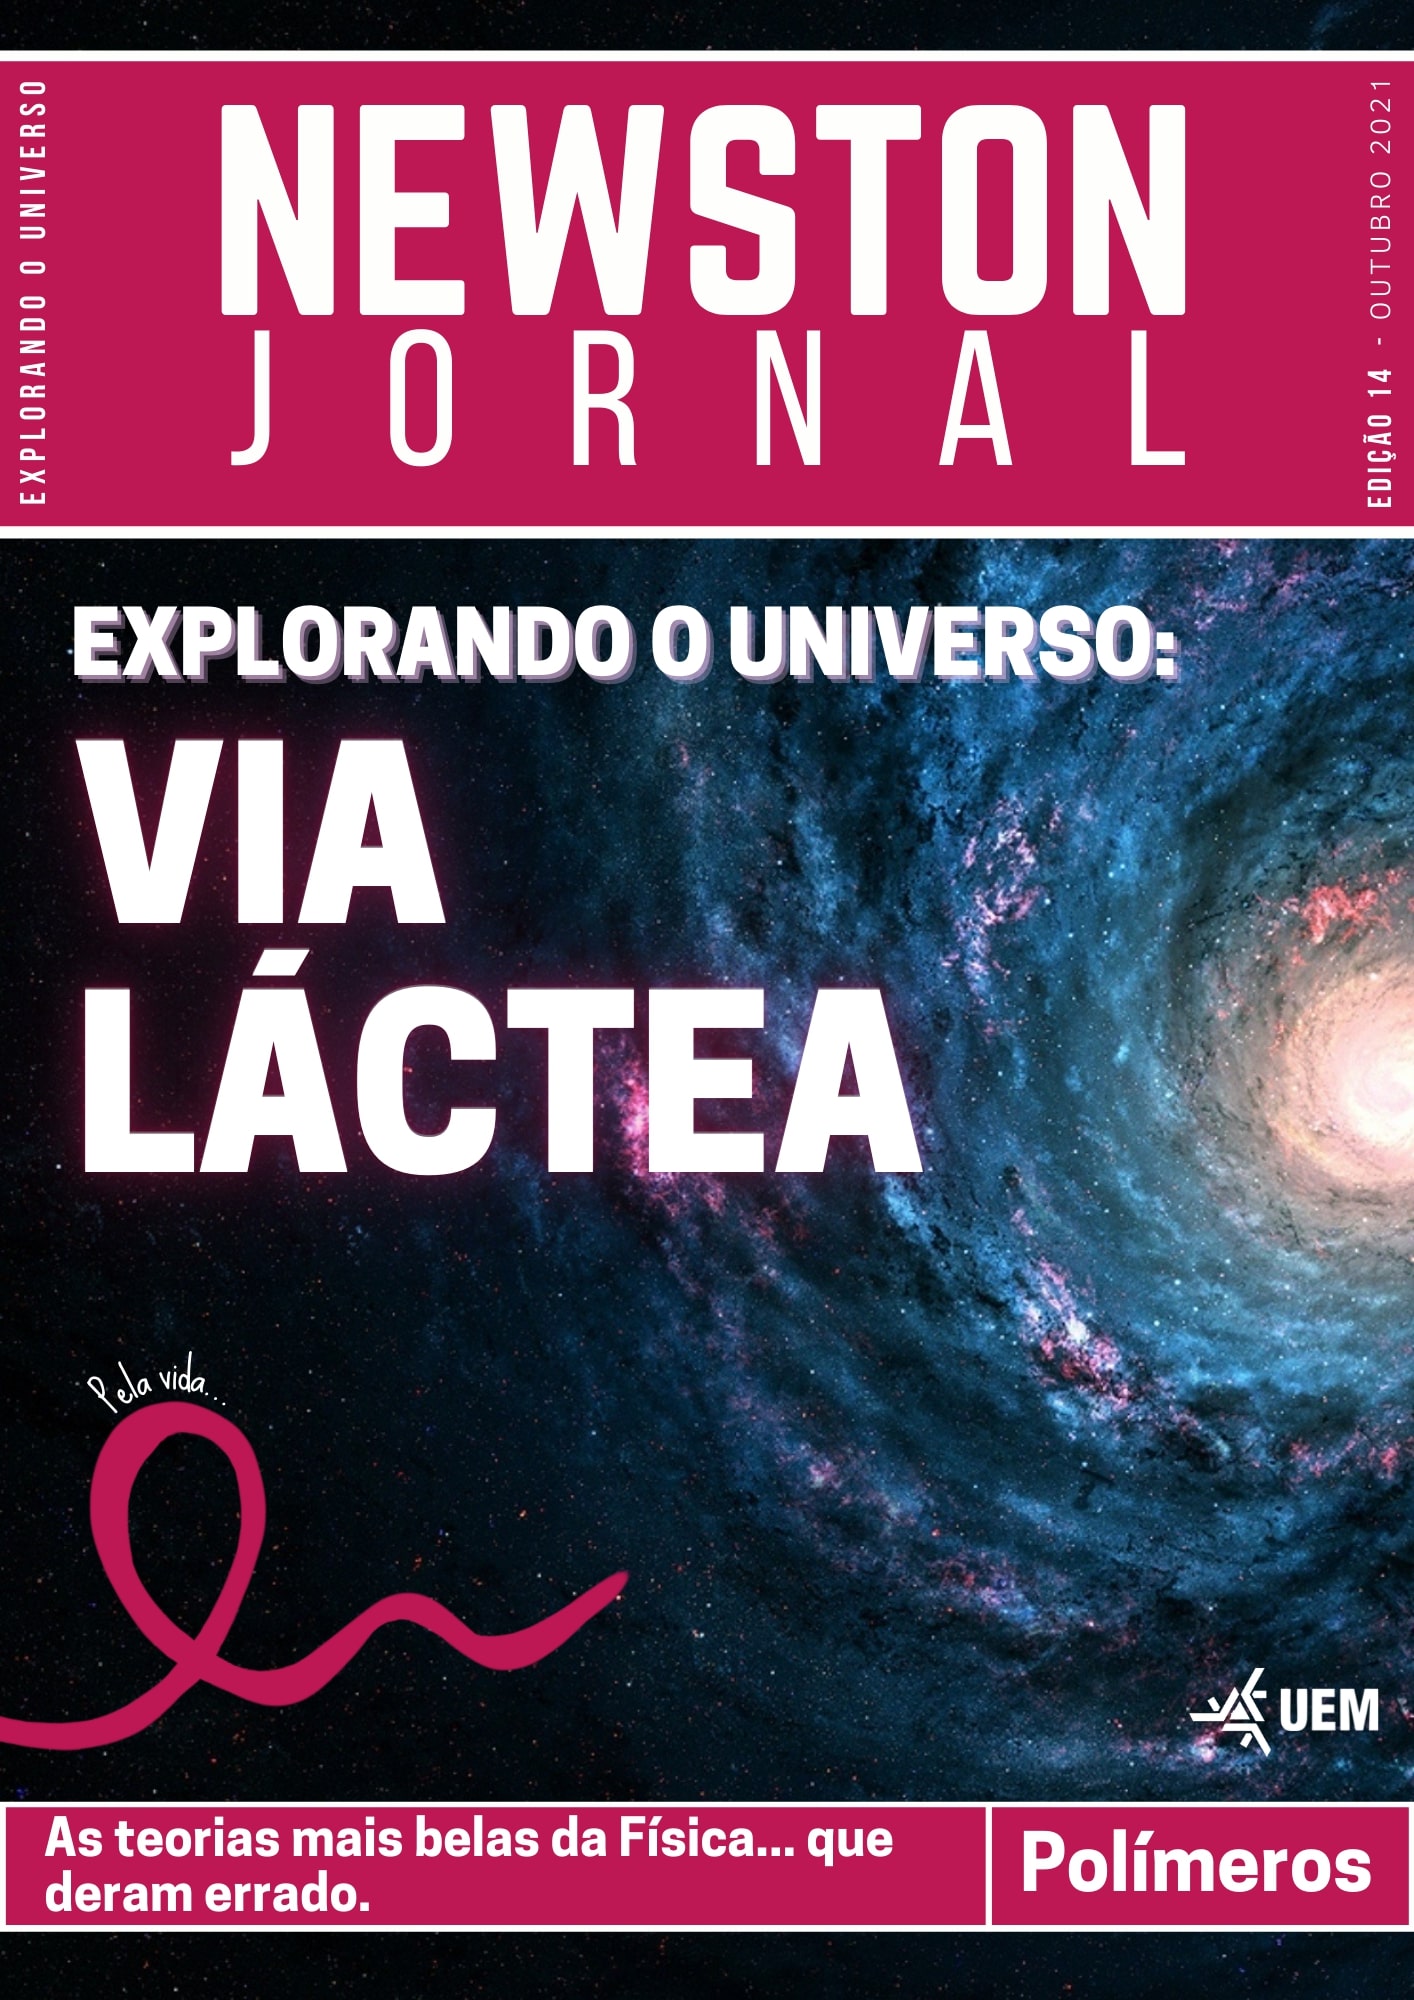 EXPLORANDO O UNIVERSO
NEWSTON
JORNAL
EDIÇÃO 14 - OUTUBRO 2021
EXPLORANDO O UNIVERSO:
VIA
LÁCTEA
Pela vida...
UEM
As teorias mais belas da Física... que
deram errado.
Polímeros